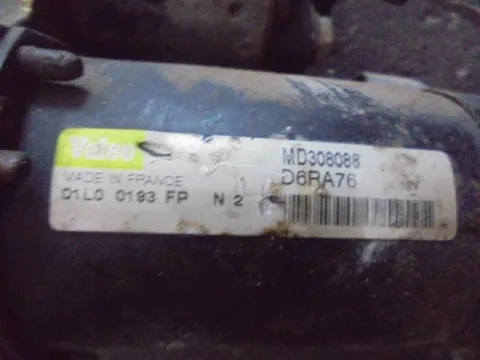 Valeo
MD308088
MADE IN FRANCE
D6RA76
12V
01L0 0193 FP N 2